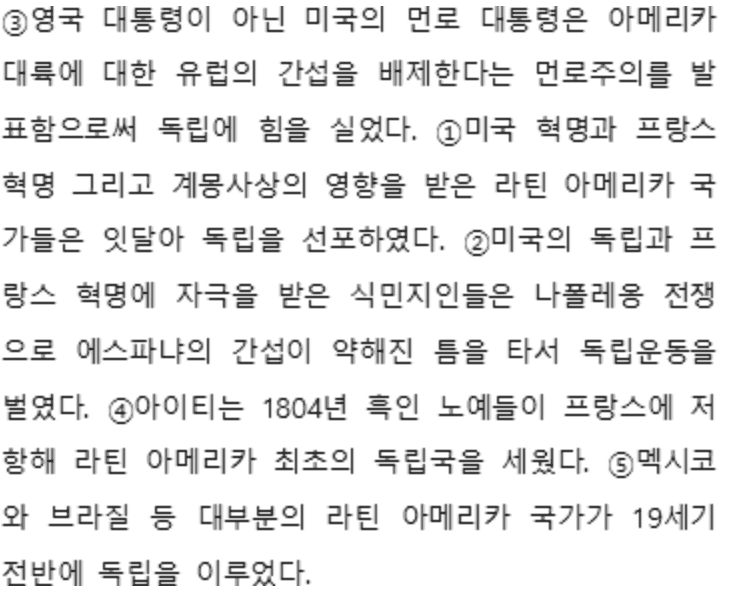 ③영국 대통령이 아닌 미국의 먼로 대통령은 아메리카
대륙에 대한 유럽의 간섭을 배제한다는 먼로주의를 발
표함으로써 독립에 힘을 실었다. ①미국 혁명과 프랑스
혁명 그리고 계몽사상의 영향을 받은 라틴 아메리카 국
가들은 잇달아 독립을 선포하였다. ②미국의 독립과 프
랑스 혁명에 자극을 받은 식민지인들은 나폴레옹 전쟁
으로 에스파냐의 간섭이 약해진 틈을 타서 독립운동을
벌였다. ④아이티는 1804년 흑인 노예들이 프랑스에 저
항해 라틴 아메리카 최초의 독립국을 세웠다. ⑤멕시코
와 브라질 등 대부분의 라틴 아메리카 국가가 19세기
전반에 독립을 이루었다.